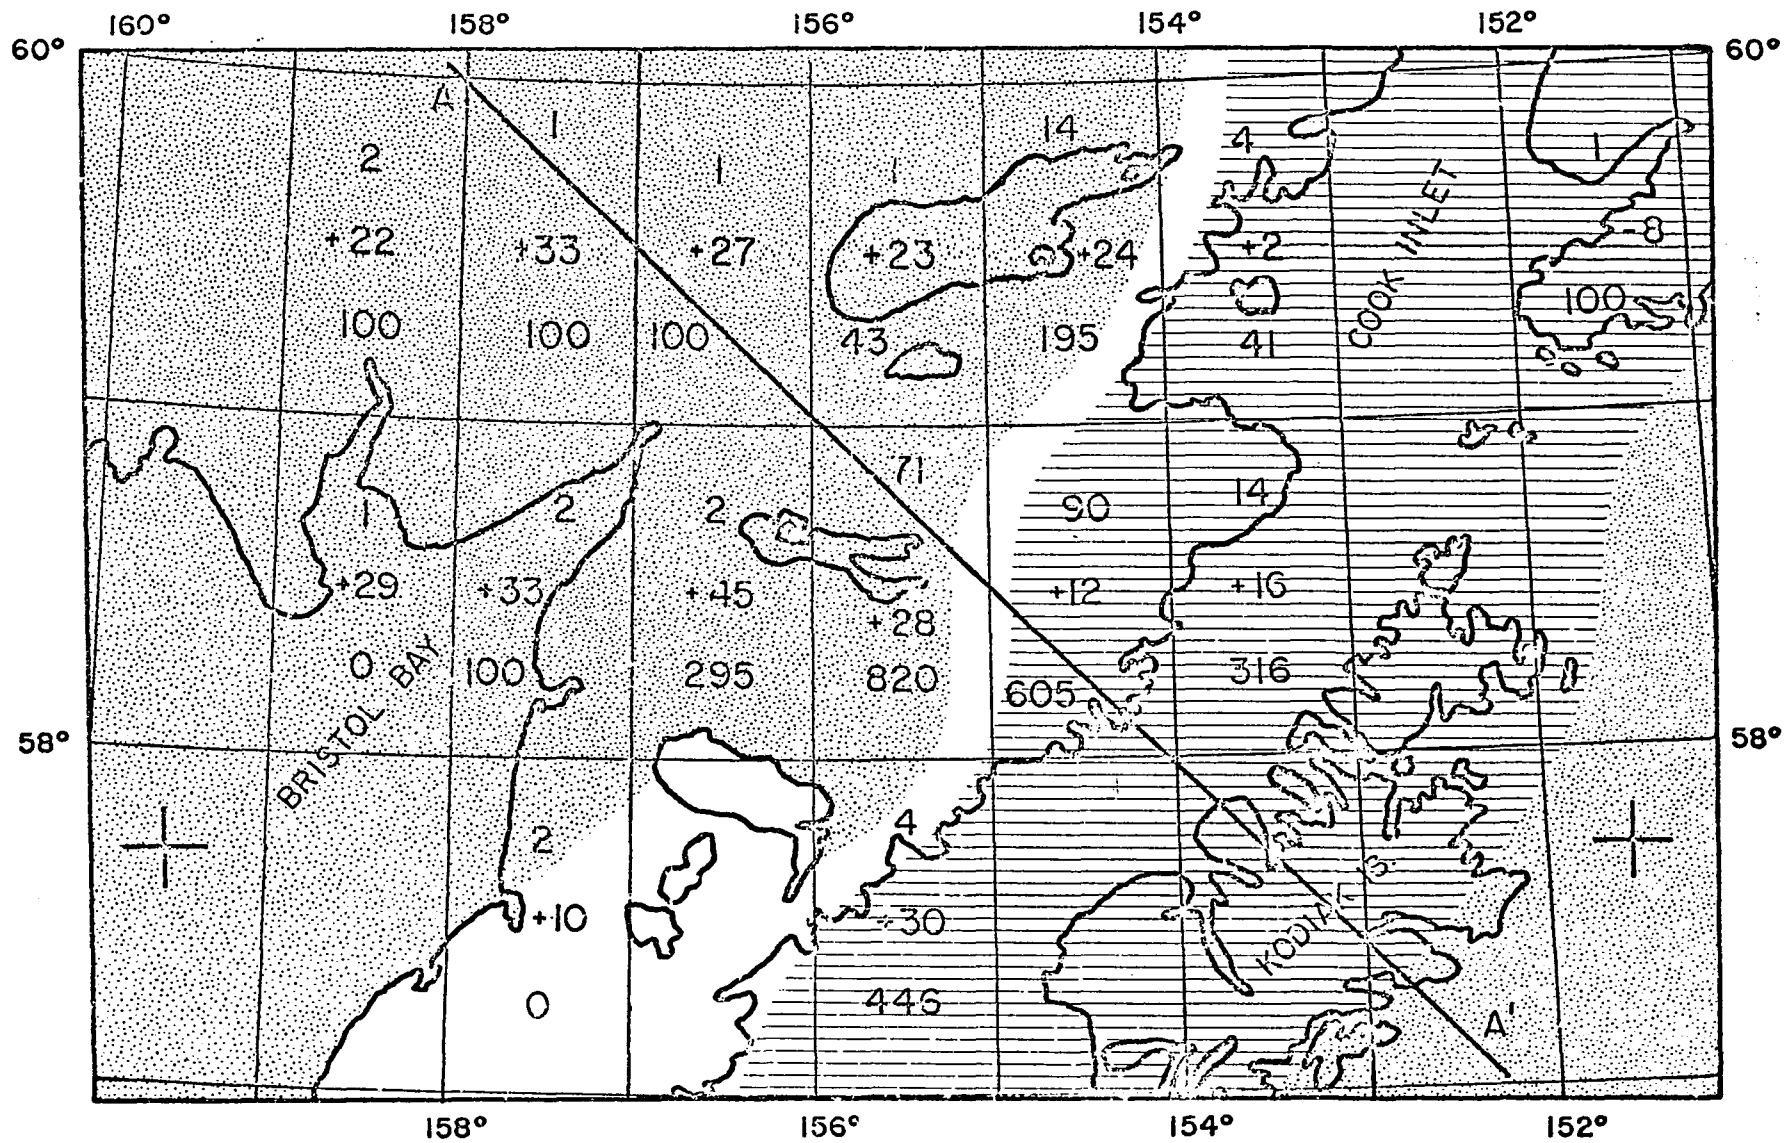 160° 158° 156° 154° 152°
60° 60°
A
1 14 4 1
2 1 1
COOK INLET
+22 +33 +27 +23 +24 +2 -8
100 100 100 43 195 41 100
71
1 2 2 90 14
+29 +33 +45 +28 +12 +16
0 100 295 820 605 316
BRISTOL BAY
58° 58°
2 4
+10 30
KODIAK IS
0 446
A'
158° 156° 154° 152°